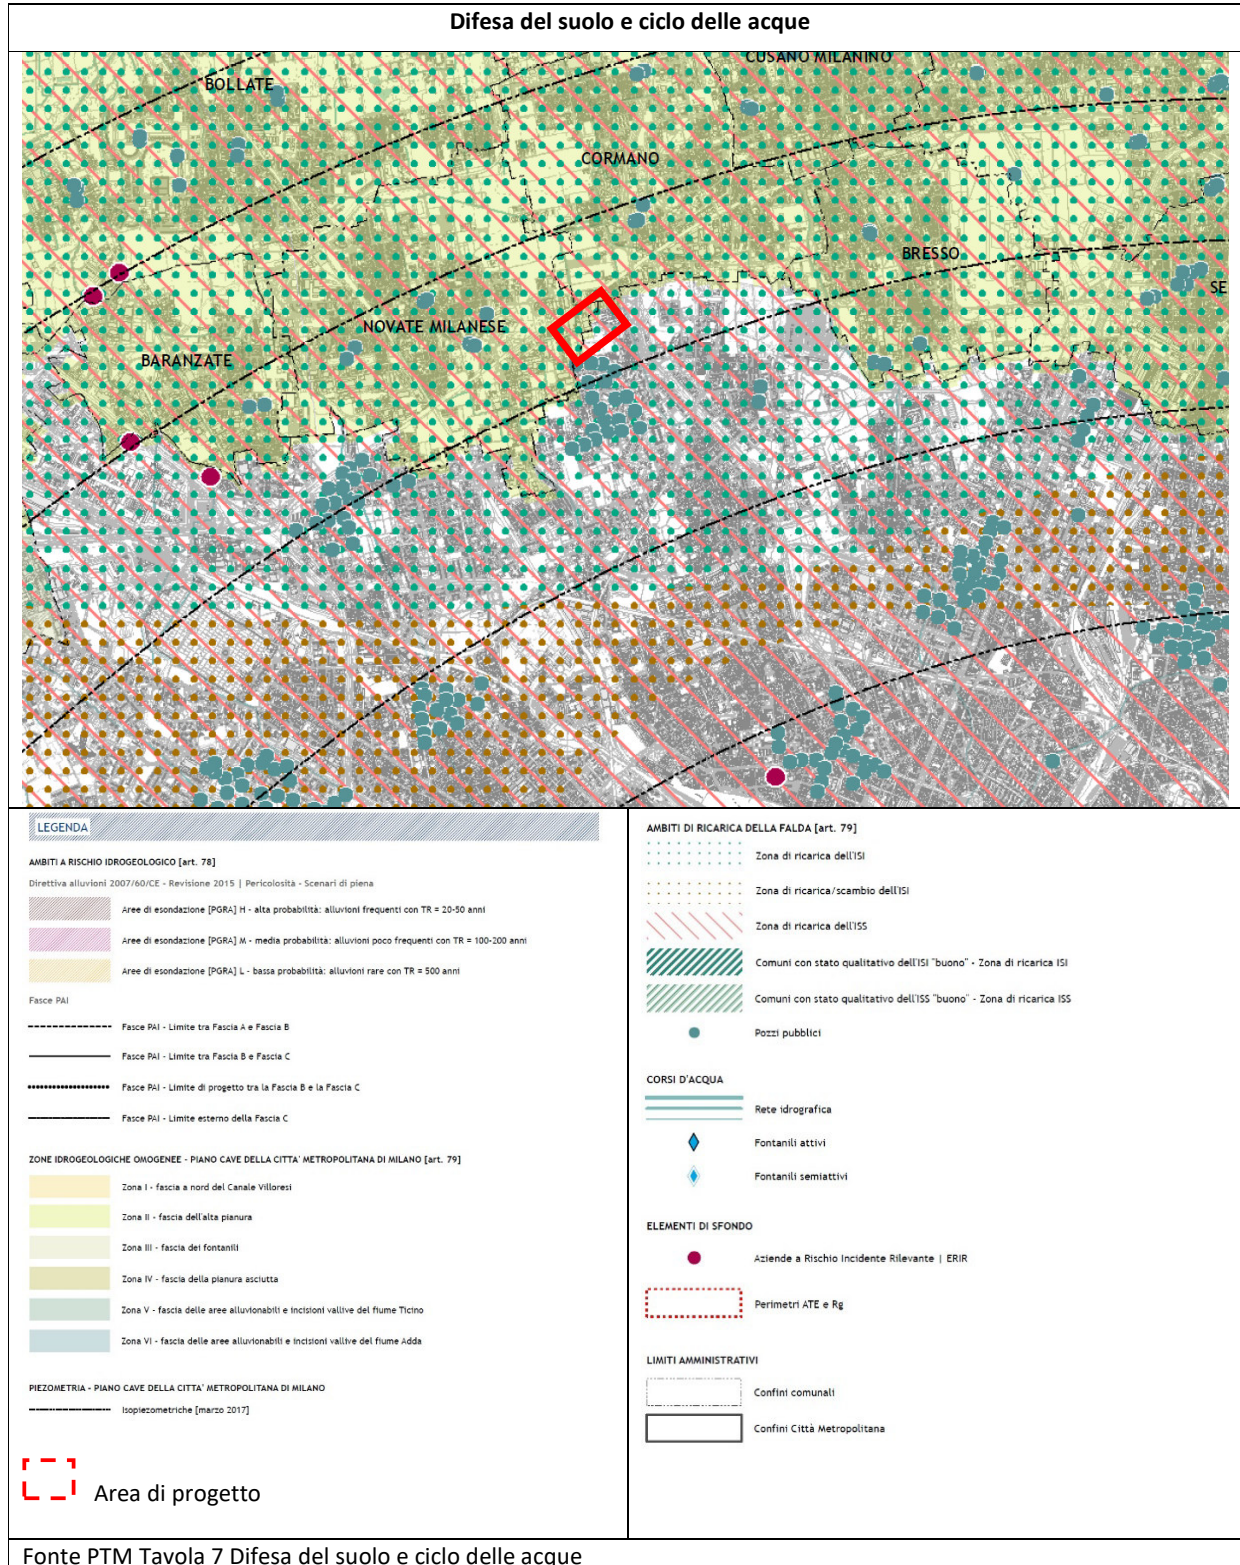 Difesa del suolo e ciclo delle acque
CUSANO MILANINO
BOLLATE
CORMANO
BRESSO
SE
NOVATE MILANESE
BARANZATE
LEGENDA
AMBITI A RISCHIO IDROGEOLOGICO [art. 78]
Direttiva alluvioni 2007/60/CE - Revisione 2015 | Pericolosità - Scenari di piena
Aree di esondazione [PGRA] H - alta probabilità: alluvioni frequenti con TR = 20-50 anni
Aree di esondazione [PGRA] M - media probabilità: alluvioni poco frequenti con TR = 100-200 anni
Aree di esondazione [PGRA] L - bassa probabilità: alluvioni rare con TR = 500 anni
Fasce PAI
Fasce PAI - Limite tra Fascia A e Fascia B
Fasce PAI - Limite tra Fascia B e Fascia C
Fasce PAI - Limite di progetto tra la Fascia B e la Fascia C
Fasce PAI - Limite esterno della Fascia C
ZONE IDROGEOLOGICHE OMOGENEE - PIANO CAVE DELLA CITTA' METROPOLITANA DI MILANO [art. 79]
Zona I - fascia a nord del Canale Villoresi
Zona II - fascia dell'alta pianura
Zona III - fascia dei fontanili
Zona IV - fascia della pianura asciutta
Zona V - fascia delle aree alluvionabili e incisioni vallive del fiume Ticino
Zona VI - fascia delle aree alluvionabili e incisioni vallive del fiume Adda
PIEZOMETRIA - PIANO CAVE DELLA CITTA' METROPOLITANA DI MILANO
Isopiezometriche [marzo 2017]
Area di progetto
AMBITI DI RICARICA DELLA FALDA [art. 79]
Zona di ricarica dell'ISI
Zona di ricarica/scambio dell'ISI
Zona di ricarica dell'ISS
Comuni con stato qualitativo dell'ISI "buono" - Zona di ricarica ISI
Comuni con stato qualitativo dell'ISS "buono" - Zona di ricarica ISS
Pozzi pubblici
CORSI D'ACQUA
Rete idrografica
Fontanili attivi
Fontanili semiattivi
ELEMENTI DI SFONDO
Aziende a Rischio Incidente Rilevante | ERIR
Perimetri ATE e Rg
LIMITI AMMINISTRATIVI
Confini comunali
Confini Città Metropolitana
Fonte PTM Tavola 7 Difesa del suolo e ciclo delle acque